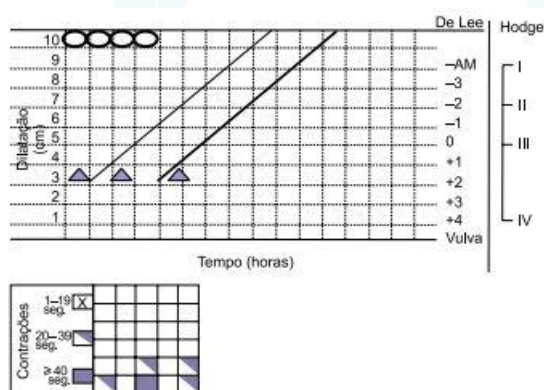 De Lee
Hodge
10
9
8
7
6
5
4
3
2
1
Dilatação
(cm)
–AM
–3
–2
–1
0
+1
+2
+3
+4
Vulva
I
II
III
IV
Tempo (horas)
Contrações
1–19
seg.
X
20–39
seg.
≥ 40
seg.